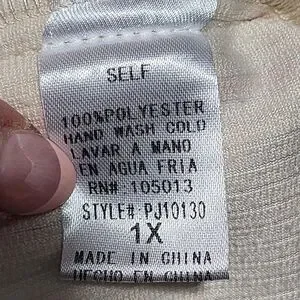 SELF
100%POLYESTER
HAND WASH COLD
LAVAR A MANO
EN AGUA FRIA
RN# 105013
STYLE#:PJ10130
1X
MADE IN CHINA
HECHO EN CHINA